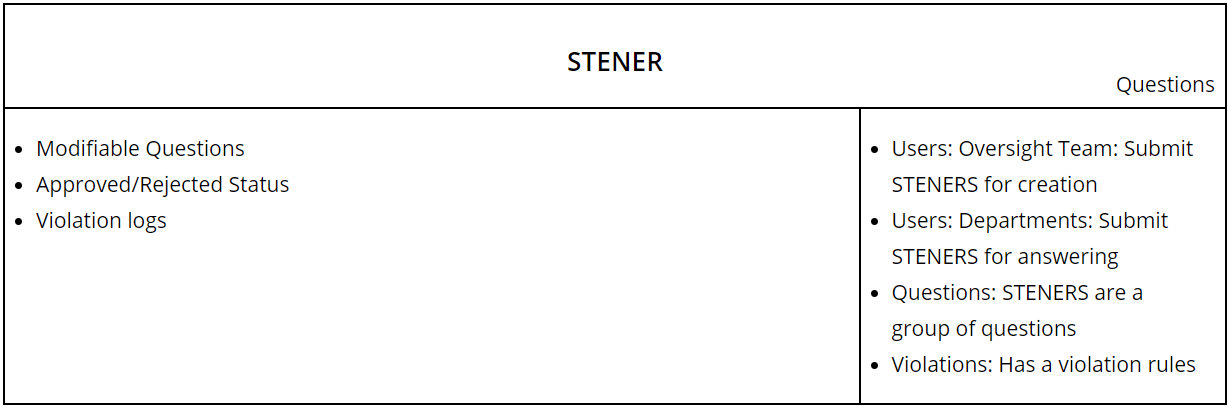 STENER
Questions
Modifiable Questions
Approved/Rejected Status
Violation logs
Users: Oversight Team: Submit
STENERS for creation
Users: Departments: Submit
STENERS for answering
Questions: STENERS are a
group of questions
Violations: Has a violation rules